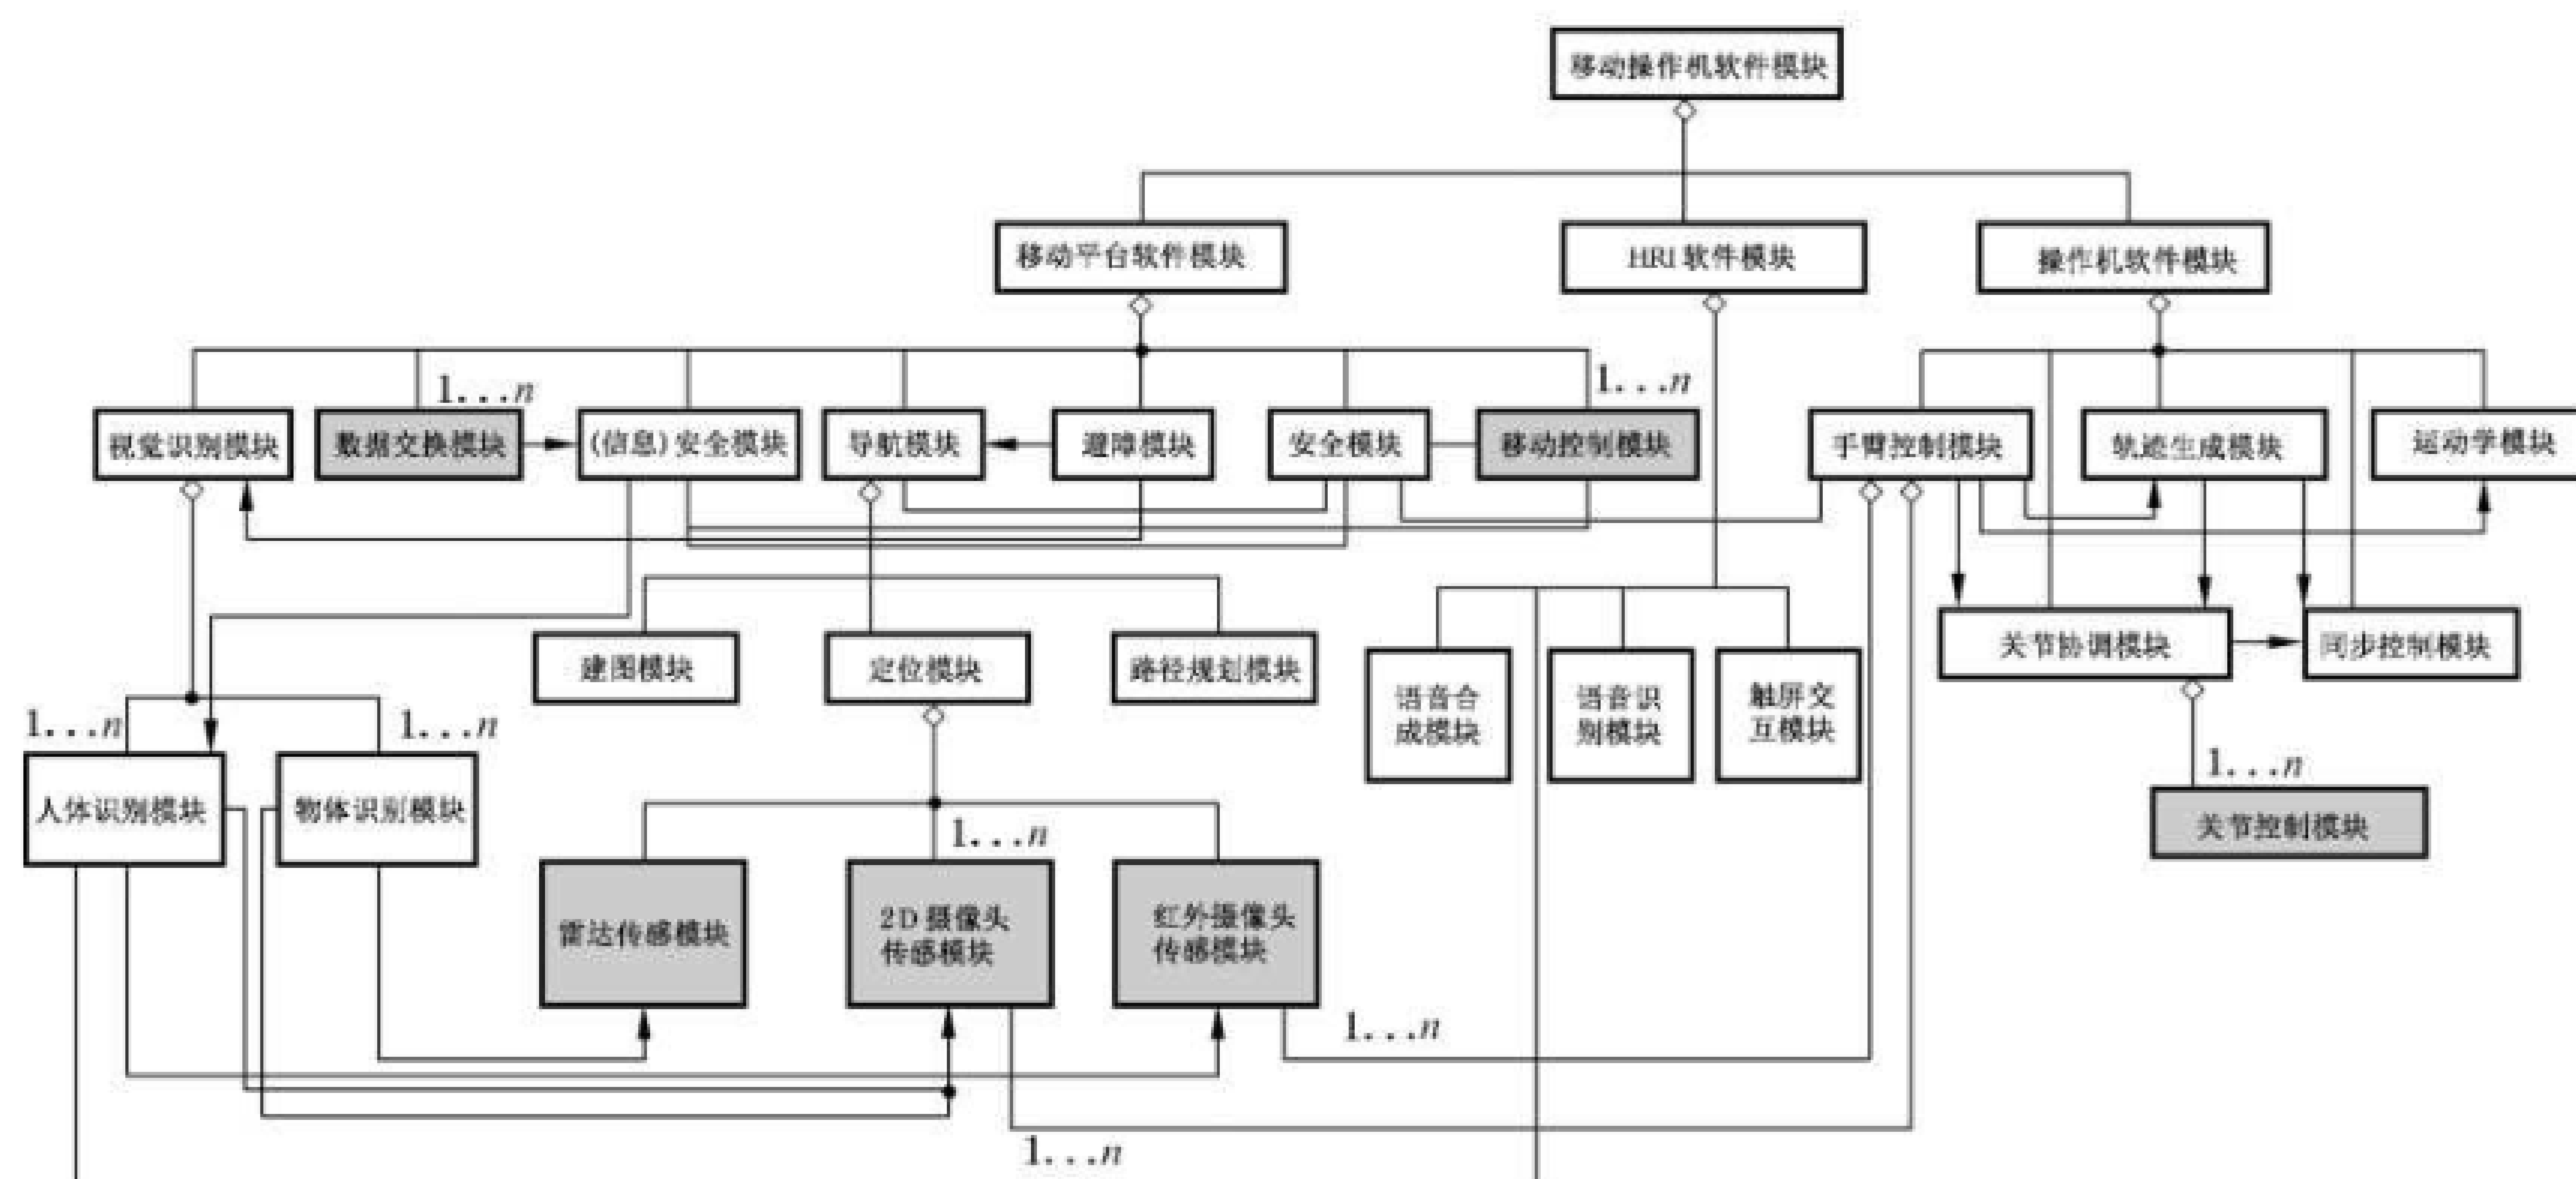 移动操作机软件模块
移动平台软件模块
HRI 软件模块
操作机软件模块
1...n
1...n
视觉识别模块
数据交换模块
(信息)安全模块
导航模块
避障模块
安全模块
移动控制模块
手臂控制模块
轨迹生成模块
运动学模块
建图模块
定位模块
路径规划模块
关节协调模块
同步控制模块
语音合
成模块
语音识
别模块
触屏交
互模块
1...n
1...n
1...n
人体识别模块
物体识别模块
关节控制模块
1...n
雷达传感模块
2D 摄像头
传感模块
红外摄像头
传感模块
1...n
1...n